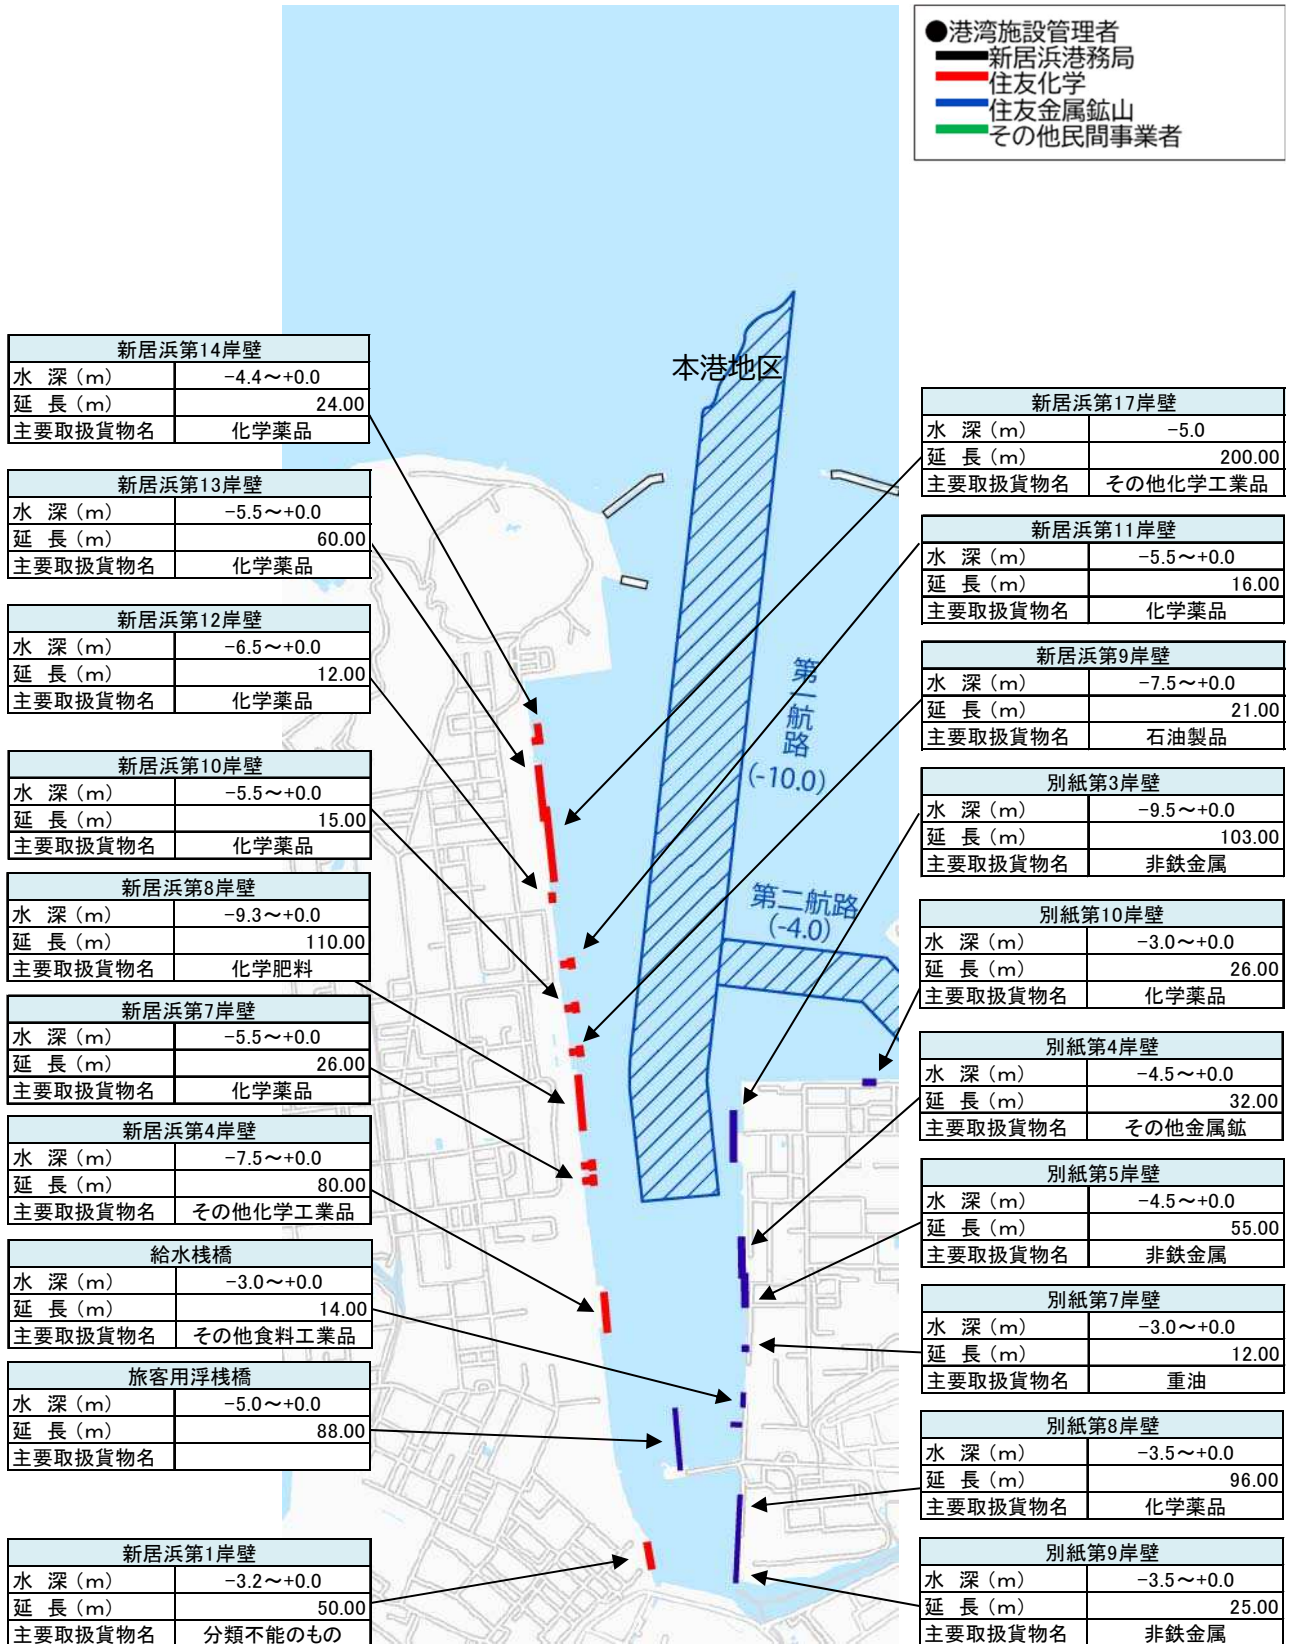 ●港湾施設管理者
新居浜港務局
住友化学
住友金属鉱山
その他民間事業者
本港地区
第一航路
(-10.0)
第二航路
(-4.0)
新居浜第14岸壁
水 深(m) -4.4～+0.0
延 長(m) 24.00
主要取扱貨物名 化学薬品
新居浜第13岸壁
水 深(m) -5.5～+0.0
延 長(m) 60.00
主要取扱貨物名 化学薬品
新居浜第12岸壁
水 深(m) -6.5～+0.0
延 長(m) 12.00
主要取扱貨物名 化学薬品
新居浜第10岸壁
水 深(m) -5.5～+0.0
延 長(m) 15.00
主要取扱貨物名 化学薬品
新居浜第8岸壁
水 深(m) -9.3～+0.0
延 長(m) 110.00
主要取扱貨物名 化学肥料
新居浜第7岸壁
水 深(m) -5.5～+0.0
延 長(m) 26.00
主要取扱貨物名 化学薬品
新居浜第4岸壁
水 深(m) -7.5～+0.0
延 長(m) 80.00
主要取扱貨物名 その他化学工業品
給水桟橋
水 深(m) -3.0～+0.0
延 長(m) 14.00
主要取扱貨物名 その他食料工業品
旅客用浮桟橋
水 深(m) -5.0～+0.0
延 長(m) 88.00
主要取扱貨物名
新居浜第1岸壁
水 深(m) -3.2～+0.0
延 長(m) 50.00
主要取扱貨物名 分類不能のもの
新居浜第17岸壁
水 深(m) -5.0
延 長(m) 200.00
主要取扱貨物名 その他化学工業品
新居浜第11岸壁
水 深(m) -5.5～+0.0
延 長(m) 16.00
主要取扱貨物名 化学薬品
新居浜第9岸壁
水 深(m) -7.5～+0.0
延 長(m) 21.00
主要取扱貨物名 石油製品
別紙第3岸壁
水 深(m) -9.5～+0.0
延 長(m) 103.00
主要取扱貨物名 非鉄金属
別紙第10岸壁
水 深(m) -3.0～+0.0
延 長(m) 26.00
主要取扱貨物名 化学薬品
別紙第4岸壁
水 深(m) -4.5～+0.0
延 長(m) 32.00
主要取扱貨物名 その他金属鉱
別紙第5岸壁
水 深(m) -4.5～+0.0
延 長(m) 55.00
主要取扱貨物名 非鉄金属
別紙第7岸壁
水 深(m) -3.0～+0.0
延 長(m) 12.00
主要取扱貨物名 重油
別紙第8岸壁
水 深(m) -3.5～+0.0
延 長(m) 96.00
主要取扱貨物名 化学薬品
別紙第9岸壁
水 深(m) -3.5～+0.0
延 長(m) 25.00
主要取扱貨物名 非鉄金属